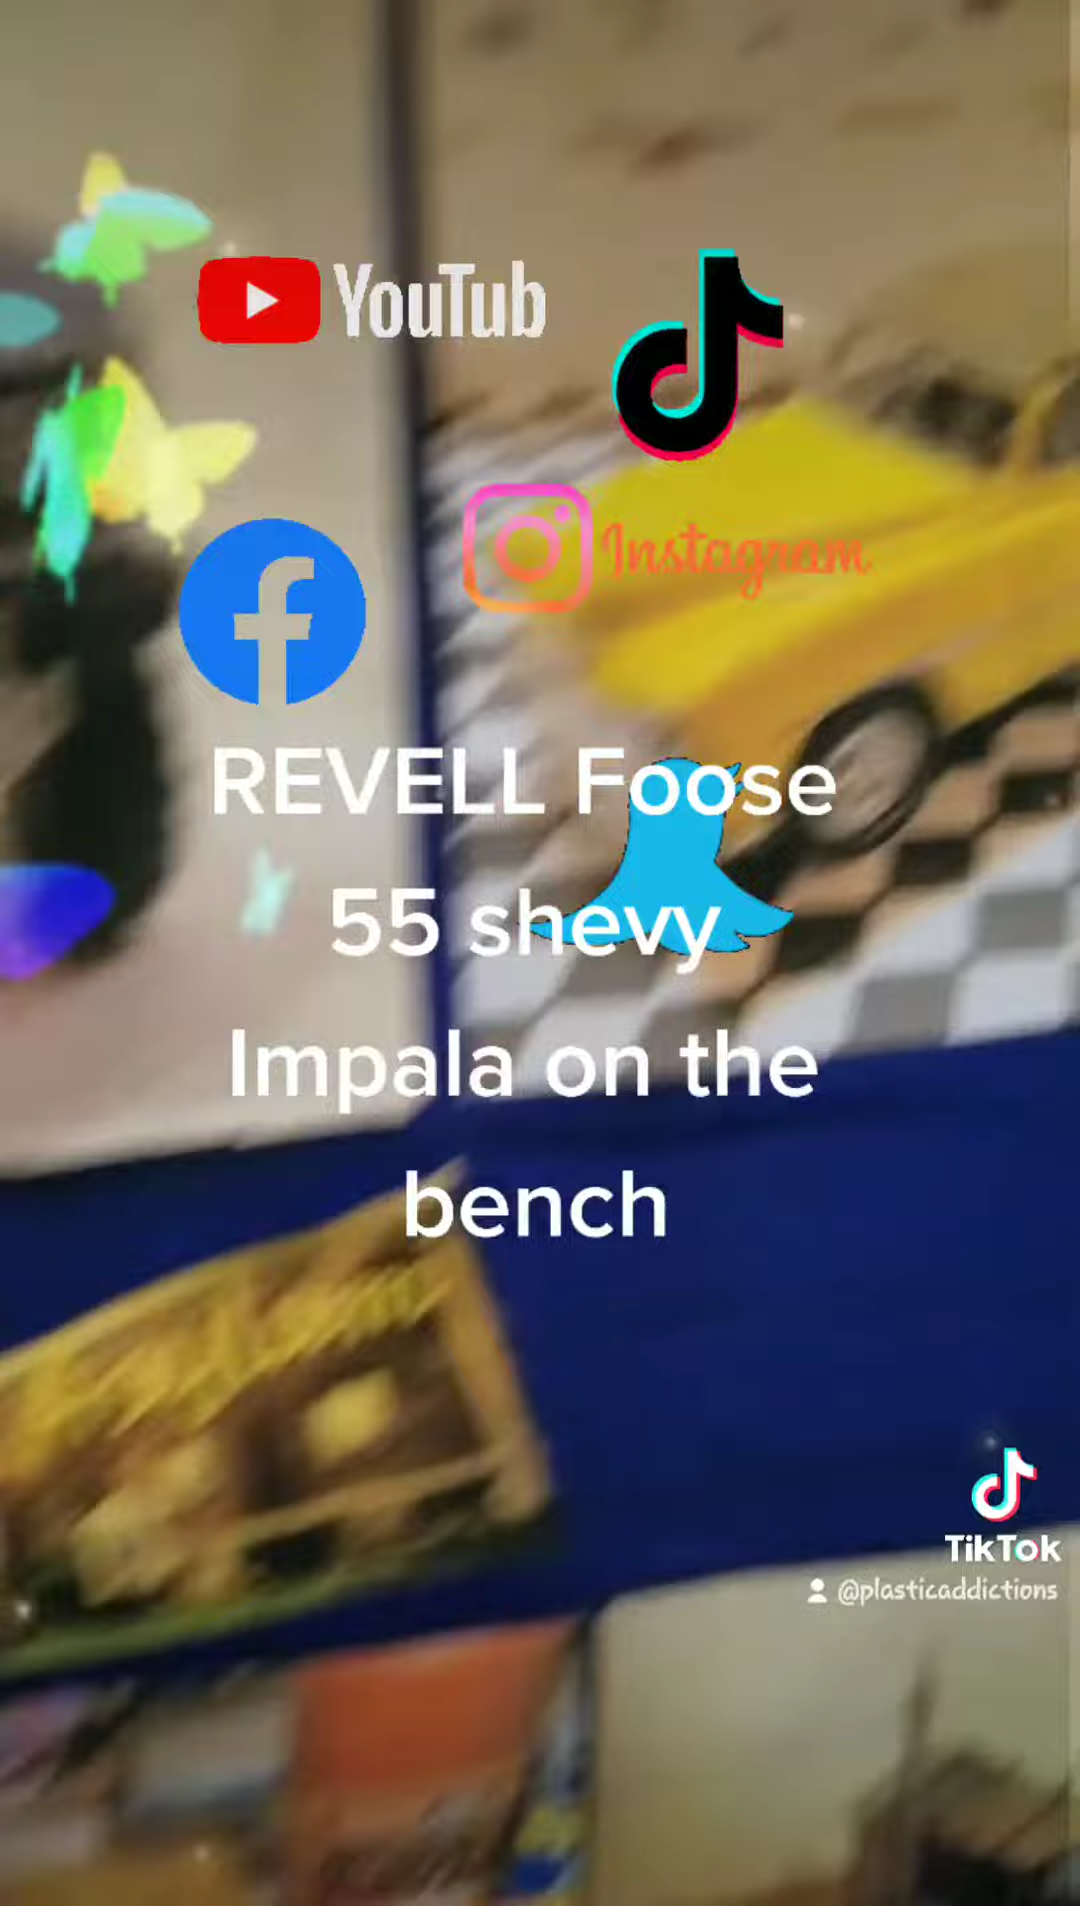 YouTub
Instagram
REVELL Foose
55 shevy
Impala on the
bench
TikTok
@plasticaddictions